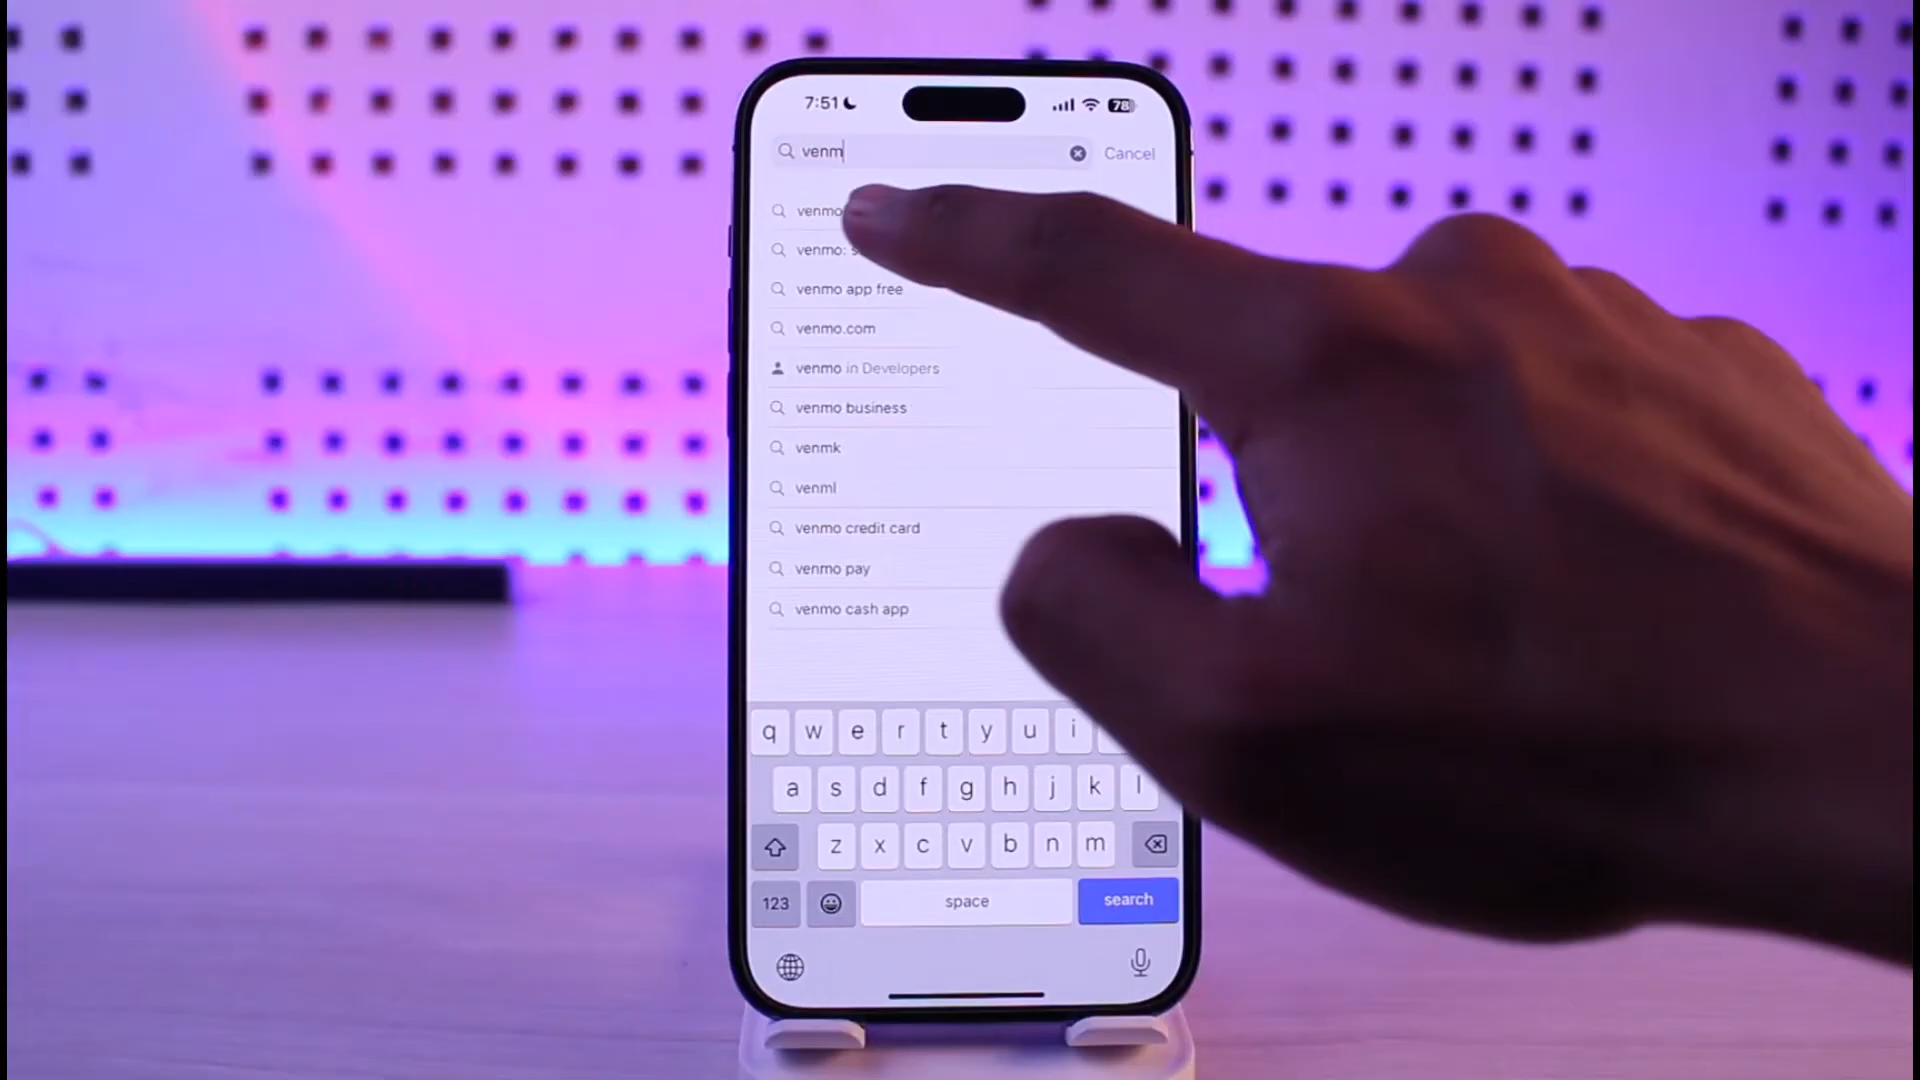 7:51
78
venm
Cancel
venmo
venmo:
venmo app free
venmo.com
venmo in Developers
venmo business
venmk
venml
venmo credit card
venmo pay
venmo cash app
q w e r t y u i
a s d f g h j k l
z x c v b n m
123 space search